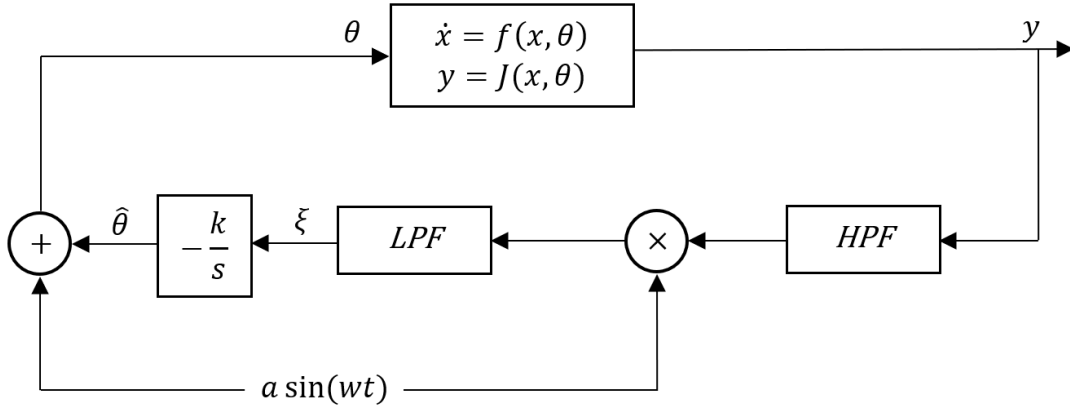 θ
ẋ = f(x, θ)
y = J(x, θ)
y
+
θ̂
− k/s
ξ
LPF
×
HPF
a sin(wt)